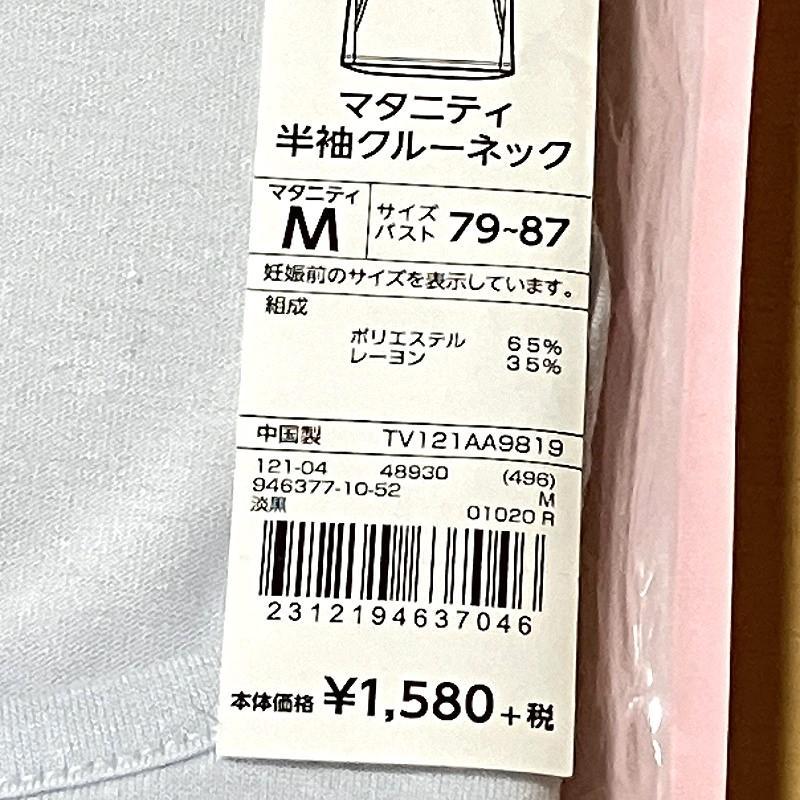 マタニティ
半袖クルーネック
マタニティ
M
サイズ
バスト 79~87
妊娠前のサイズを表示しています。
組成
ポリエステル 65%
レーヨン 35%
中国製 TV121AA9819
121-04 48930 (496)
946377-10-52 M
淡黒 01020 R
2312194637046
本体価格 ¥1,580+税